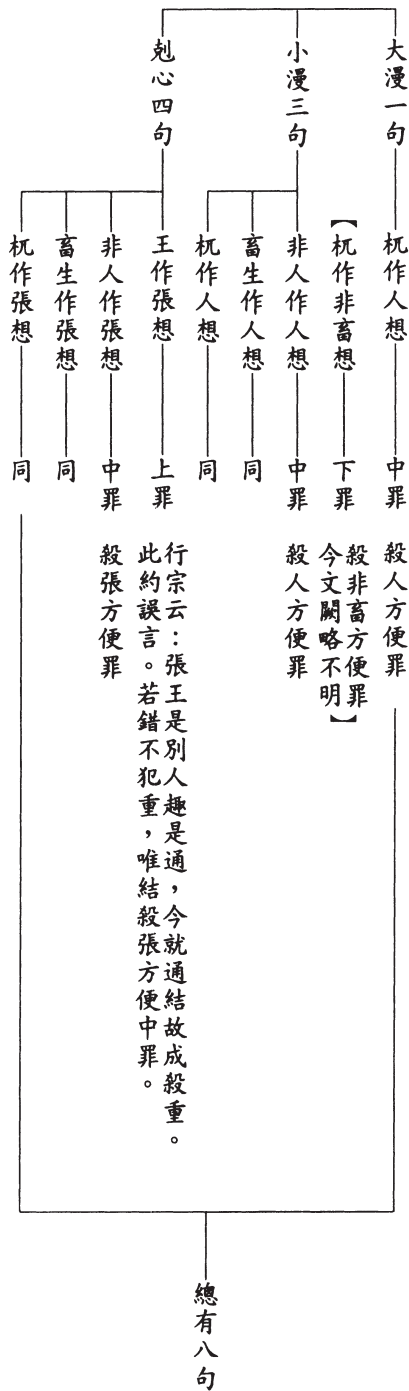 大漫一句
杌作人想
中罪
殺人方便罪
【杌作非畜想
下罪
殺非畜方便罪
今文闕略不明】
小漫三句
非人作人想
中罪
殺人方便罪
畜生作人想
同
杌作人想
同
剋心四句
王作張想
上罪
行宗云:張王是別人趣是通,今就通結故成殺重。
此約誤言。若錯不犯重,唯結殺張方便中罪。
非人作張想
中罪
殺張方便罪
畜生作張想
同
杌作張想
同
總有八句